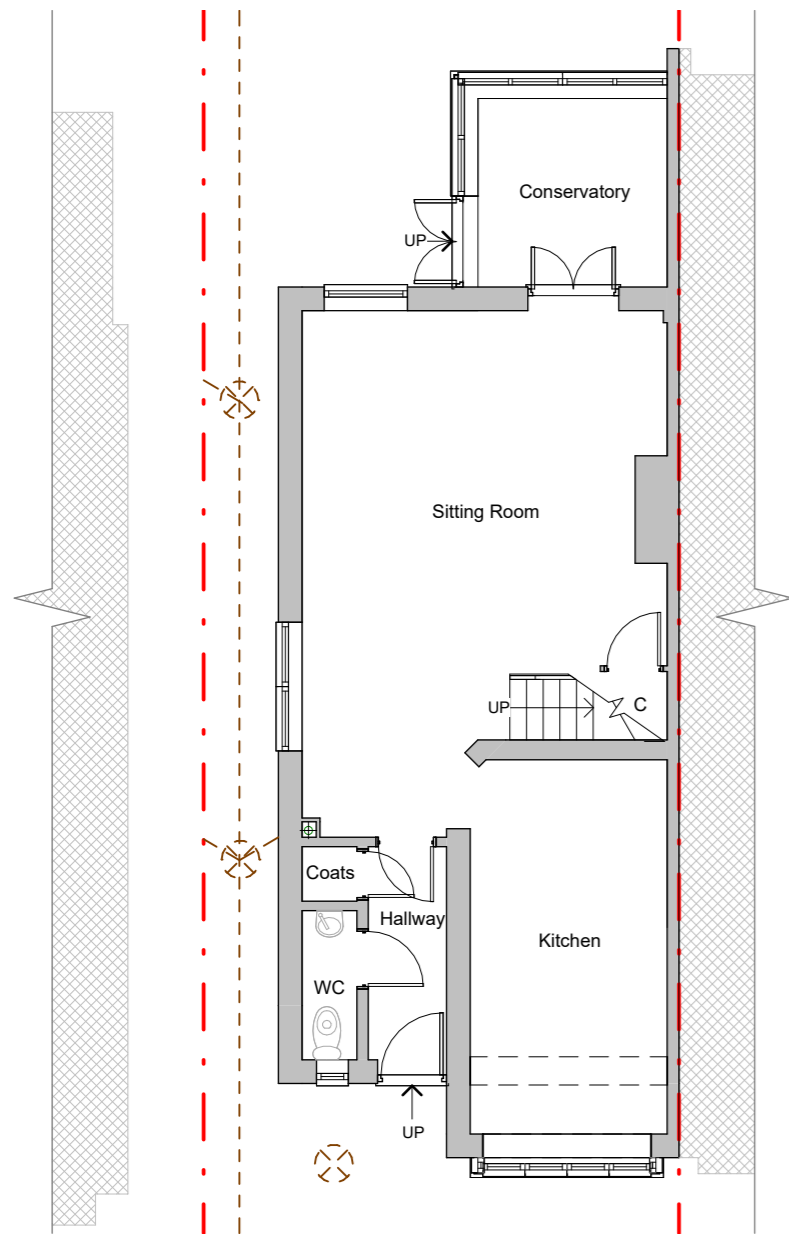 Conservatory
UP
Sitting Room
UP
C
Coats
Hallway
Kitchen
WC
UP